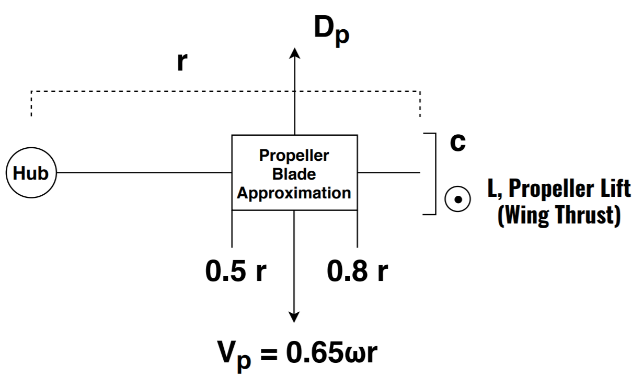 Dp
r
Hub
Propeller
Blade
Approximation
c
L, Propeller Lift
(Wing Thrust)
0.5 r
0.8 r
Vp = 0.65ωr